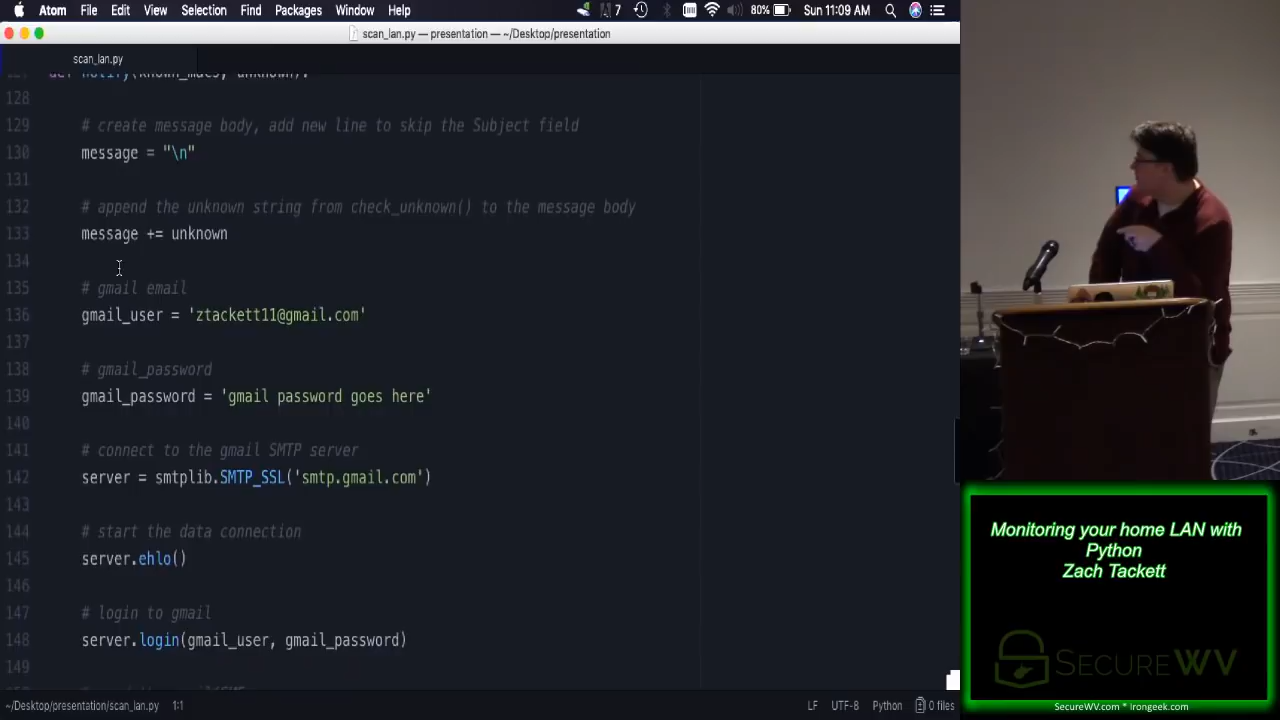 Atom File Edit View Selection Find Packages Window Help 7 80% Sun 11:09 AM
scan_lan.py — presentation — ~/Desktop/presentation
scan_lan.py
def notify(known_macs, unknown):
128
129 # create message body, add new line to skip the Subject field
130 message = "\n"
131
132 # append the unknown string from check_unknown() to the message body
133 message += unknown
134
135 # gmail email
136 gmail_user = 'ztackett11@gmail.com'
137
138 # gmail_password
139 gmail_password = 'gmail password goes here'
140
141 # connect to the gmail SMTP server
142 server = smtplib.SMTP_SSL('smtp.gmail.com')
143
144 # start the data connection
145 server.ehlo()
146
147 # login to gmail
148 server.login(gmail_user, gmail_password)
149
~/Desktop/presentation/scan_lan.py 1:1 LF UTF-8 Python 0 files
Monitoring your home LAN with
Python
Zach Tackett
SECUREWV
SecureWV.com * Irongeek.com